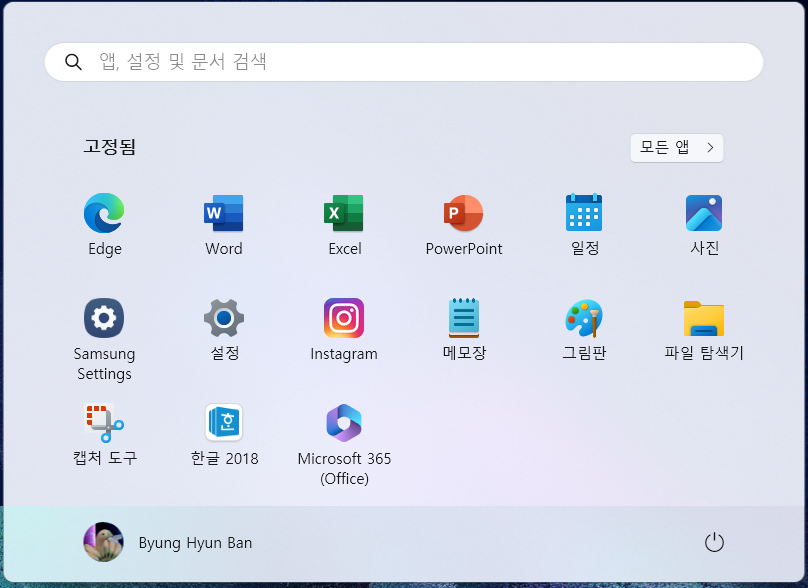 앱, 설정 및 문서 검색
고정됨
모든 앱
Edge
Word
Excel
PowerPoint
일정
사진
Samsung
Settings
설정
Instagram
메모장
그림판
파일 탐색기
캡처 도구
한글 2018
Microsoft 365
(Office)
Byung Hyun Ban